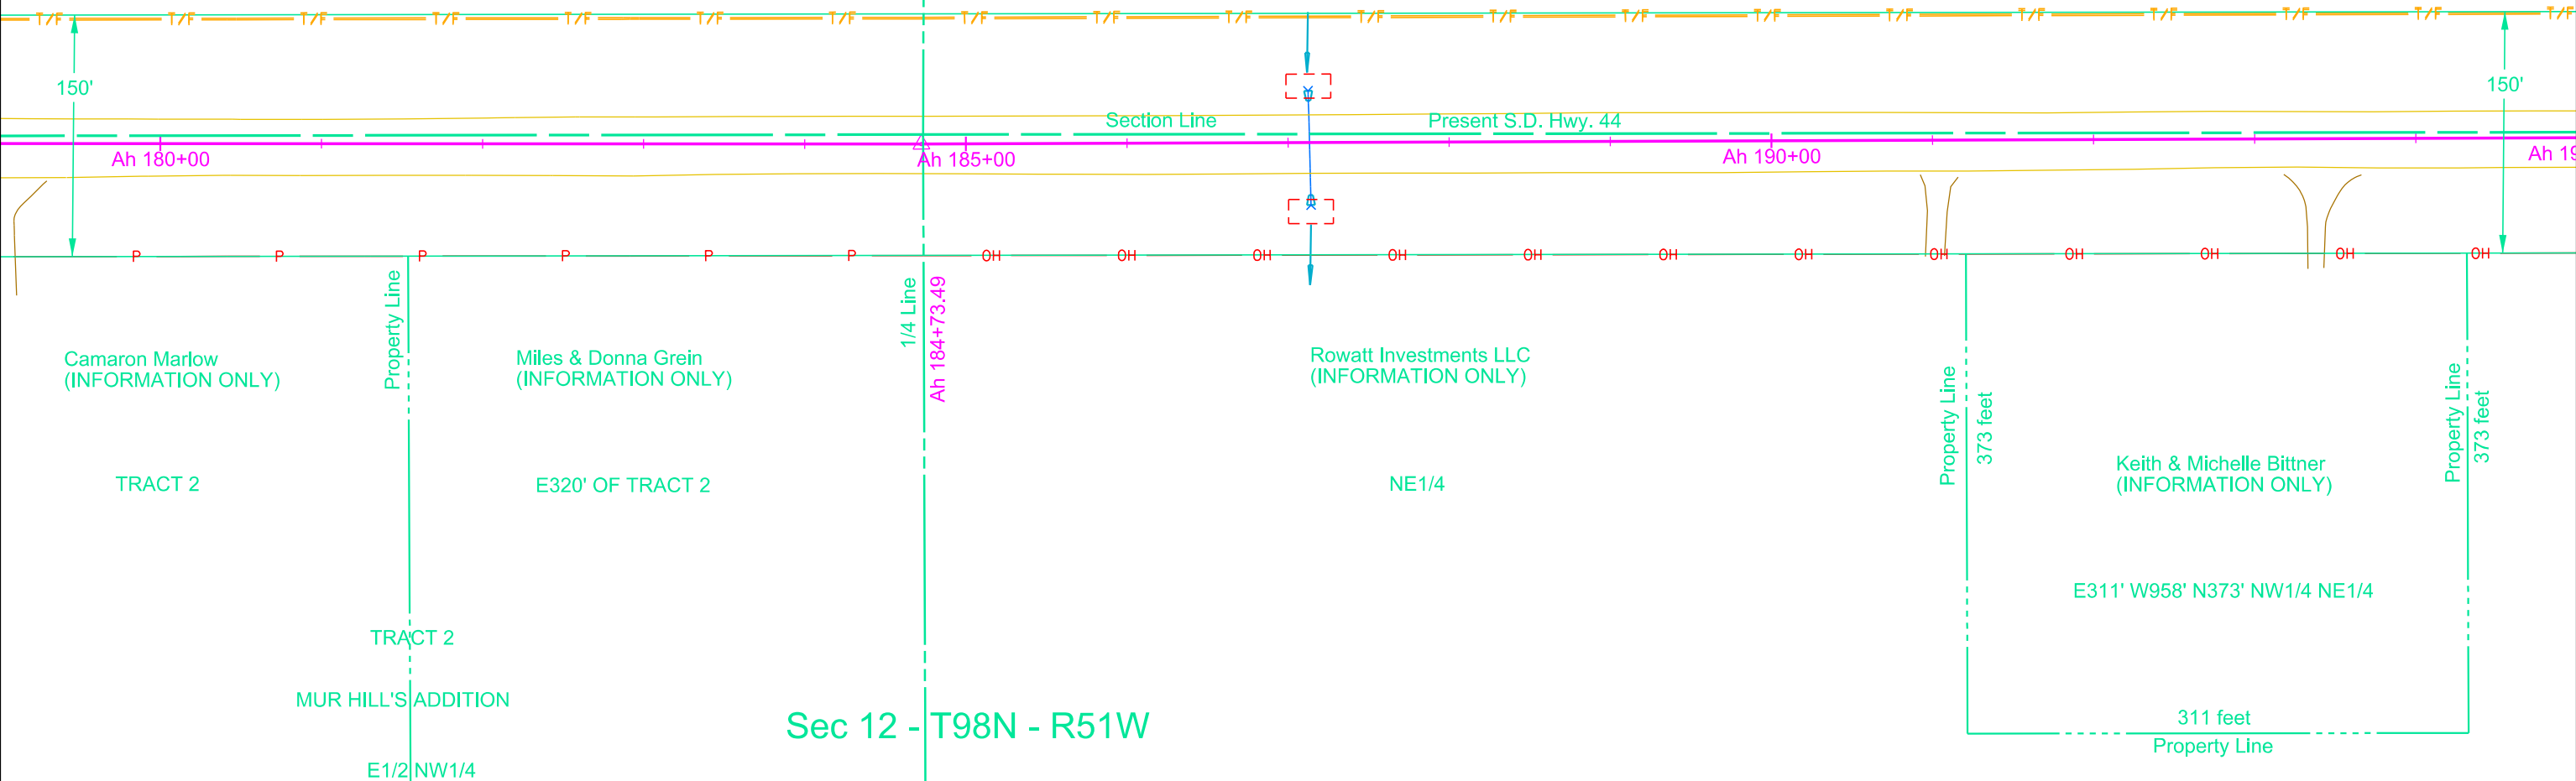 T/F T/F T/F T/F T/F T/F T/F T/F T/F T/F T/F T/F T/F T/F T/F T/F T/F T/F T/F T/F
150'
150'
Section Line
Present S.D. Hwy. 44
Ah 180+00
Ah 185+00
Ah 190+00
Ah 19
P P P P P P OH OH OH OH OH OH OH OH OH OH OH OH
Property Line
1/4 Line
Ah 184+73.49
Camaron Marlow
(INFORMATION ONLY)
Miles & Donna Grein
(INFORMATION ONLY)
Rowatt Investments LLC
(INFORMATION ONLY)
Property Line
373 feet
Property Line
373 feet
Keith & Michelle Bittner
(INFORMATION ONLY)
TRACT 2
E320' OF TRACT 2
NE1/4
E311' W958' N373' NW1/4 NE1/4
TRACT 2
MUR HILL'S ADDITION
Sec 12 - T98N - R51W
311 feet
Property Line
E1/2 NW1/4